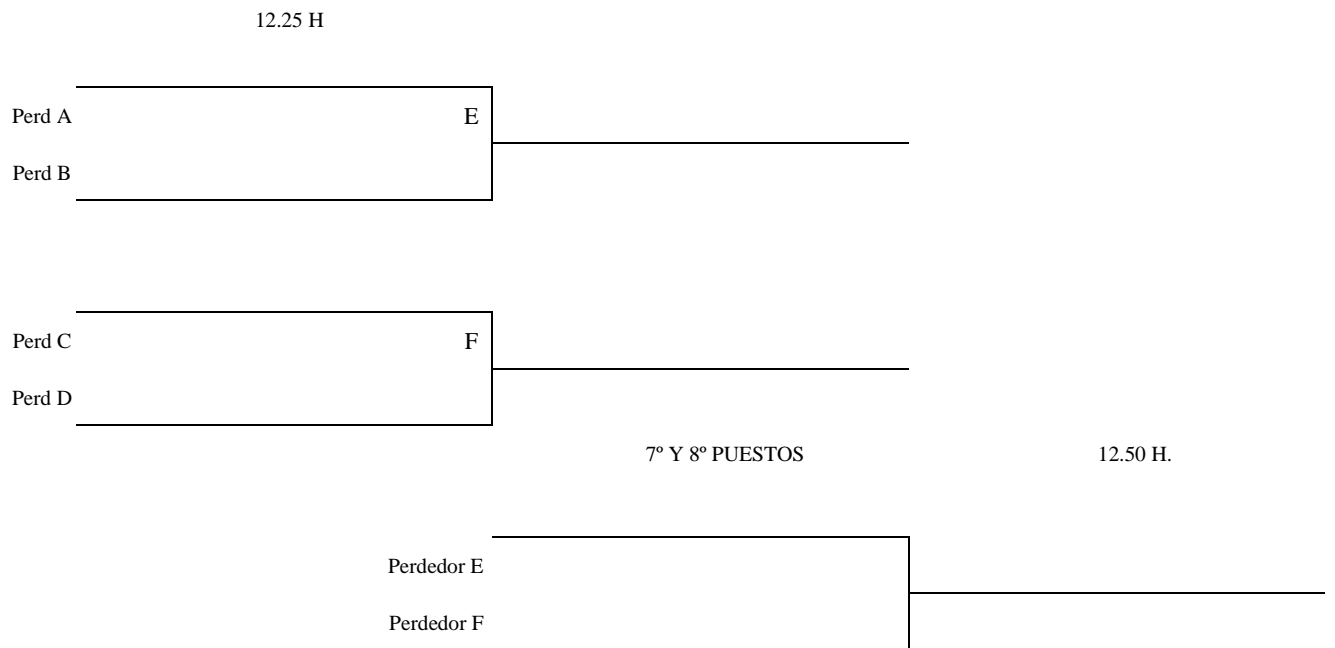 12.25 H
Perd A
E
Perd B
Perd C
F
Perd D
7º Y 8º PUESTOS
12.50 H.
Perdedor E
Perdedor F